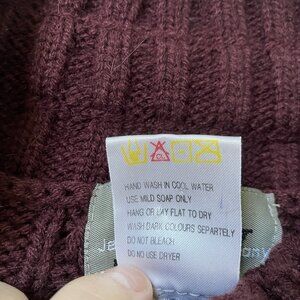 HAND WASH IN COOL WATER
USE MILD SOAP ONLY
HANG OR LAY FLAT TO DRY
WASH DARK COLOURS SEPARATELY
DO NOT BLEACH
DO NO USE DRYER